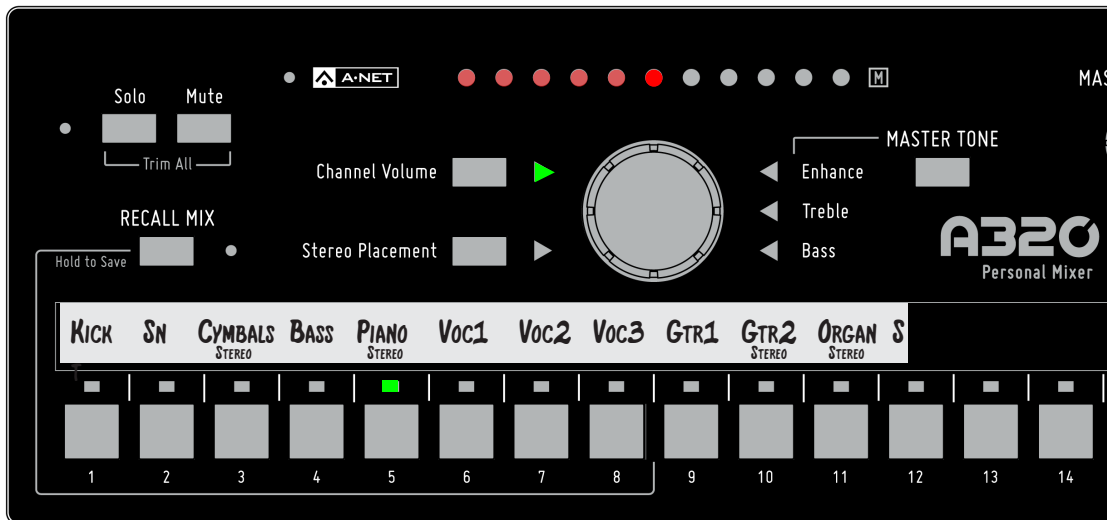 A·NET
M
MAS
Solo Mute
Trim All
MASTER TONE
Channel Volume
Enhance
Treble
RECALL MIX
Stereo Placement
Bass
Hold to Save
A320
Personal Mixer
KICK SN CYMBALS BASS PIANO VOC1 VOC2 VOC3 GTR1 GTR2 ORGAN S
STEREO STEREO STEREO STEREO
1 2 3 4 5 6 7 8 9 10 11 12 13 14